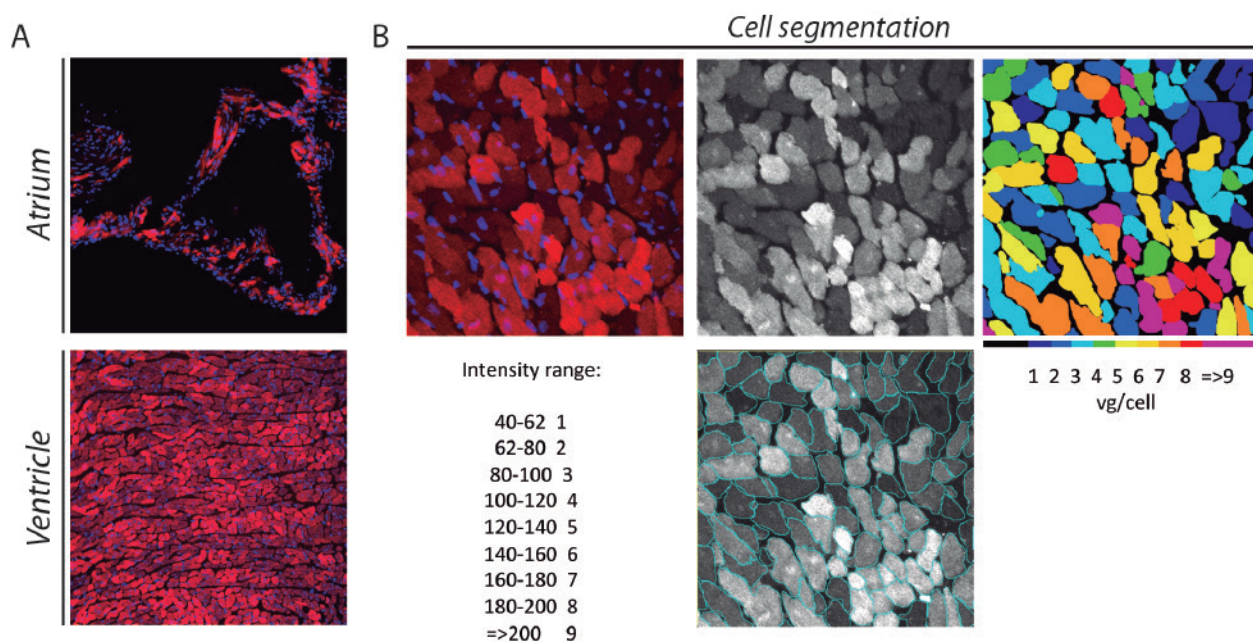 A
B
Cell segmentation
Atrium
Ventricle
Intensity range:
40-62 1
62-80 2
80-100 3
100-120 4
120-140 5
140-160 6
160-180 7
180-200 8
=>200 9
1 2 3 4 5 6 7 8 =>9
vg/cell